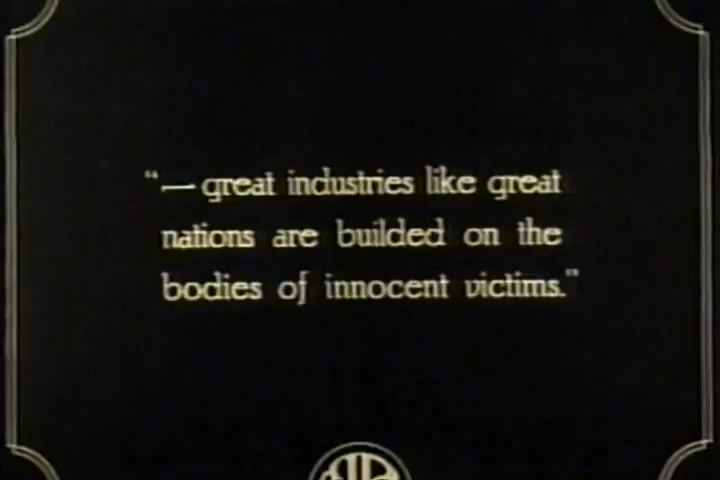 “—great industries like great
nations are builded on the
bodies of innocent victims.”